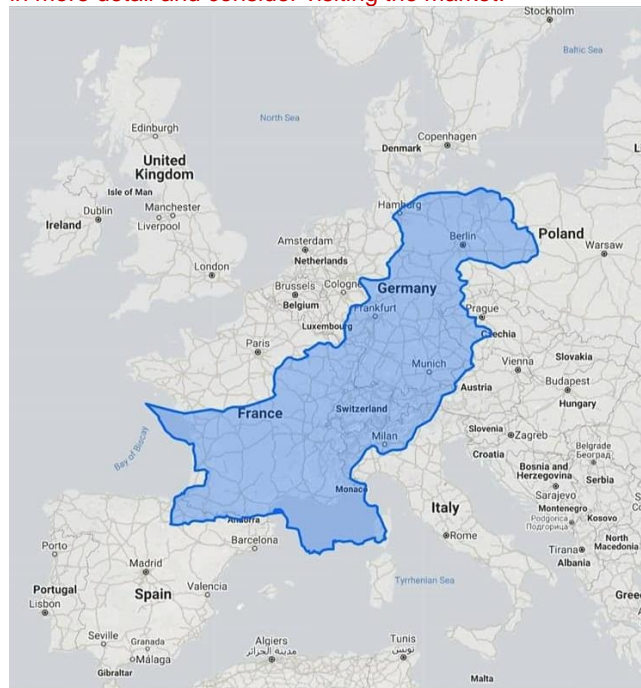 in more detail and consider visiting the market.
Stockholm
Baltic Sea
Edinburgh
North Sea
Copenhagen
Denmark
United
Kingdom
Isle of Man
Hamburg
Dublin
Manchester
Ireland
Liverpool
Berlin
Poland
Warsaw
Amsterdam
Netherlands
London
Brussels
Cologne
Germany
Belgium
Frankfurt
Prague
Luxembourg
Czechia
Paris
Vienna
Slovakia
Munich
Austria
Budapest
Hungary
France
Switzerland
Slovenia
Zagreb
Milan
Croatia
Belgrade
Београд
Bay of Biscay
Bosnia and
Herzegovina
Serbia
Monaco
Sarajevo
Italy
Montenegro
Andorra
Podgorica
Подгорица
Kosovo
Porto
Barcelona
Rome
North
Macedonia
Madrid
Tirana
Albania
Portugal
Spain
Valencia
Tyrrhenian Sea
Lisbon
Gree
Seville
Granada
Málaga
Algiers
مدينة الجزائر
Tunis
تونس
Gibraltar
Malta